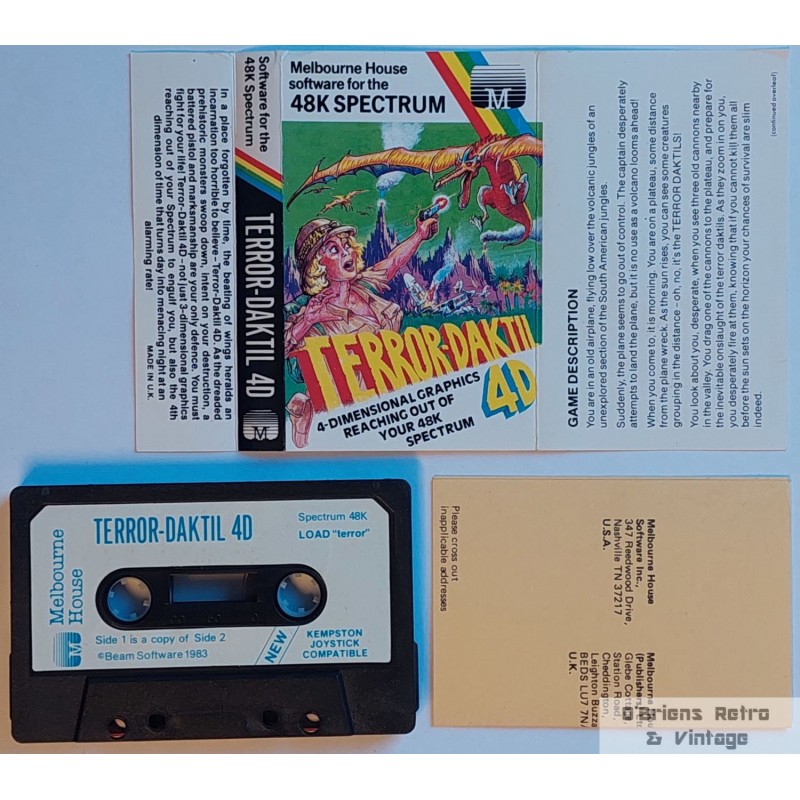 In a place forgotten by time, the beating of wings heralds an
incarnation too horrible to believe - Terror-Daktil 4D. As the dreaded
prehistoric monsters swoop down, intent on your destruction, a
battered pistol and marksmanship are your only defence. You must
fight for your life! Terror-Daktil 4D - not just 3-dimensional graphics
reaching out of your Spectrum to engulf you, but also the 4th
dimension of time that turns day into menacing night at an
alarming rate!
MADE IN U.K.
Software for the
48K Spectrum
TERROR-DAKTIL 4D
M
Melbourne House
software for the
48K SPECTRUM
M
TERROR-DAKTIL
4D
4-DIMENSIONAL GRAPHICS
REACHING OUT OF
YOUR 48K
SPECTRUM
GAME DESCRIPTION
You are in an old airplane, flying low over the volcanic jungles of an
unexplored section of the South American jungles.
Suddenly, the plane seems to go out of control. The captain desperately
attempts to land the plane, but it is no use as a volcano looms ahead!
When you come to, it is morning. You are on a plateau, some distance
from the plane wreck. As the sun rises, you can see some creatures
grouping in the distance - oh, no, it's the TERROR DAKTILS!
You look about you, desperate, when you see three old cannons nearby
in the valley. You drag one of the cannons to the plateau, and prepare for
the inevitable onslaught of the terror daktils. As they zoom in on you,
you desperately fire at them, knowing that if you cannot kill them all
before the sun sets on the horizon your chances of survival are slim
indeed.
(continued overleaf)
Melbourne
House
M
TERROR-DAKTIL 4D
Spectrum 48K
LOAD "terror"
Side 1 is a copy of Side 2
©Beam Software 1983
NEW
KEMPSTON
JOYSTICK
COMPATIBLE
Please cross out
inapplicable addresses
Melbourne House
Software Inc.,
347 Reedwood Drive,
Nashville TN 37217
U.S.A.
Melbourne
(Publishers)
Glebe
Station Road,
Cheddington,
Leighton Buzza
BEDS LU7 7N
U.K.
O'Briens Retro
& Vintage